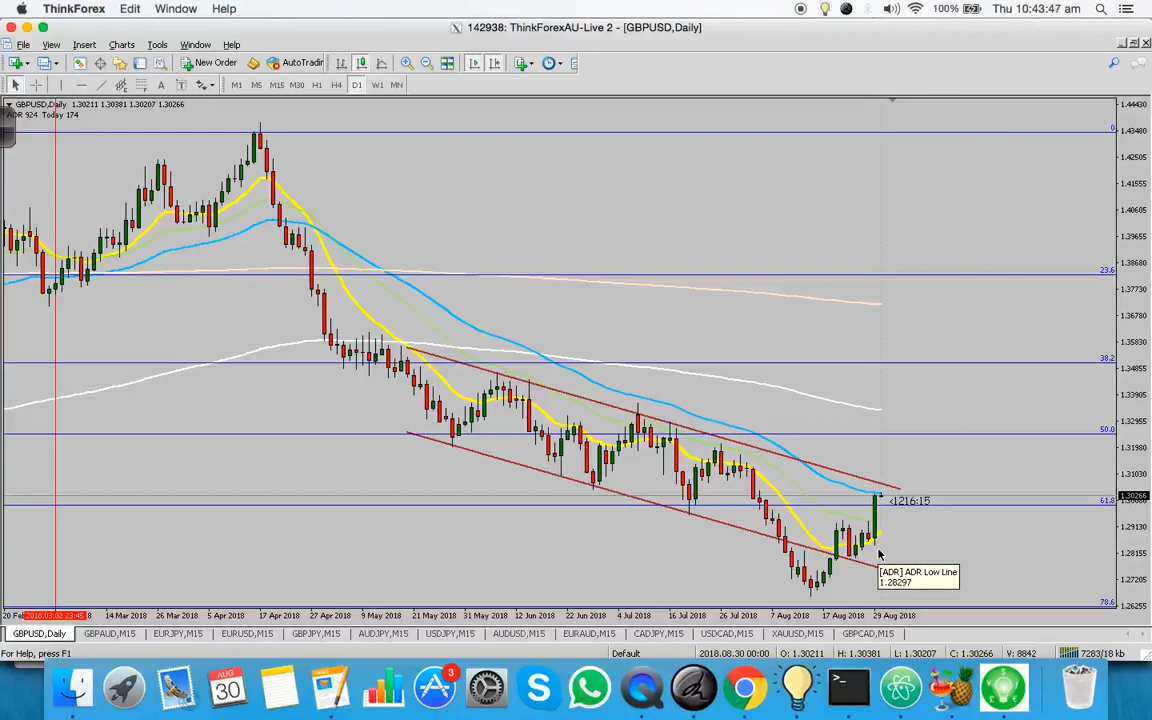 ThinkForex Edit Window Help 100% Thu 10:43:47 am
142938: ThinkForexAU-Live 2 - [GBPUSD,Daily]
File View Insert Charts Tools Window Help
New Order AutoTradin
A T M1 M5 M15 M30 H1 H4 D1 W1 MN
GBPUSD,Daily 1.30211 1.30381 1.30207 1.30266
ADR 924 Today 174
1.44430
0
1.43480
1.42505
1.41555
1.40605
1.39655
1.38680
23.6
1.37730
1.36780
1.35830
38.2
1.34855
1.33905
1.32955
50.0
1.31980
1.31030
1.30266
61.8
<1216:15
1.29130
1.28155
[ADR] ADR Low Line
1.28297
1.27205
78.6
1.26255
20 Feb 2018.03.02 23:45 14 Mar 2018 26 Mar 2018 5 Apr 2018 17 Apr 2018 27 Apr 2018 9 May 2018 21 May 2018 31 May 2018 12 Jun 2018 22 Jun 2018 4 Jul 2018 16 Jul 2018 26 Jul 2018 7 Aug 2018 17 Aug 2018 29 Aug 2018
GBPUSD,Daily GBPAUD,M15 EURJPY,M15 EURUSD,M15 GBPJPY,M15 AUDJPY,M15 USDJPY,M15 AUDUSD,M15 EURAUD,M15 CADJPY,M15 USDCAD,M15 XAUUSD,M15 GBPCAD,M15
For Help, press F1 Default 2018.08.30 00:00 O: 1.30211 H: 1.30381 L: 1.30207 C: 1.30266 V: 8842 7283/18 kb
AUG
30
3